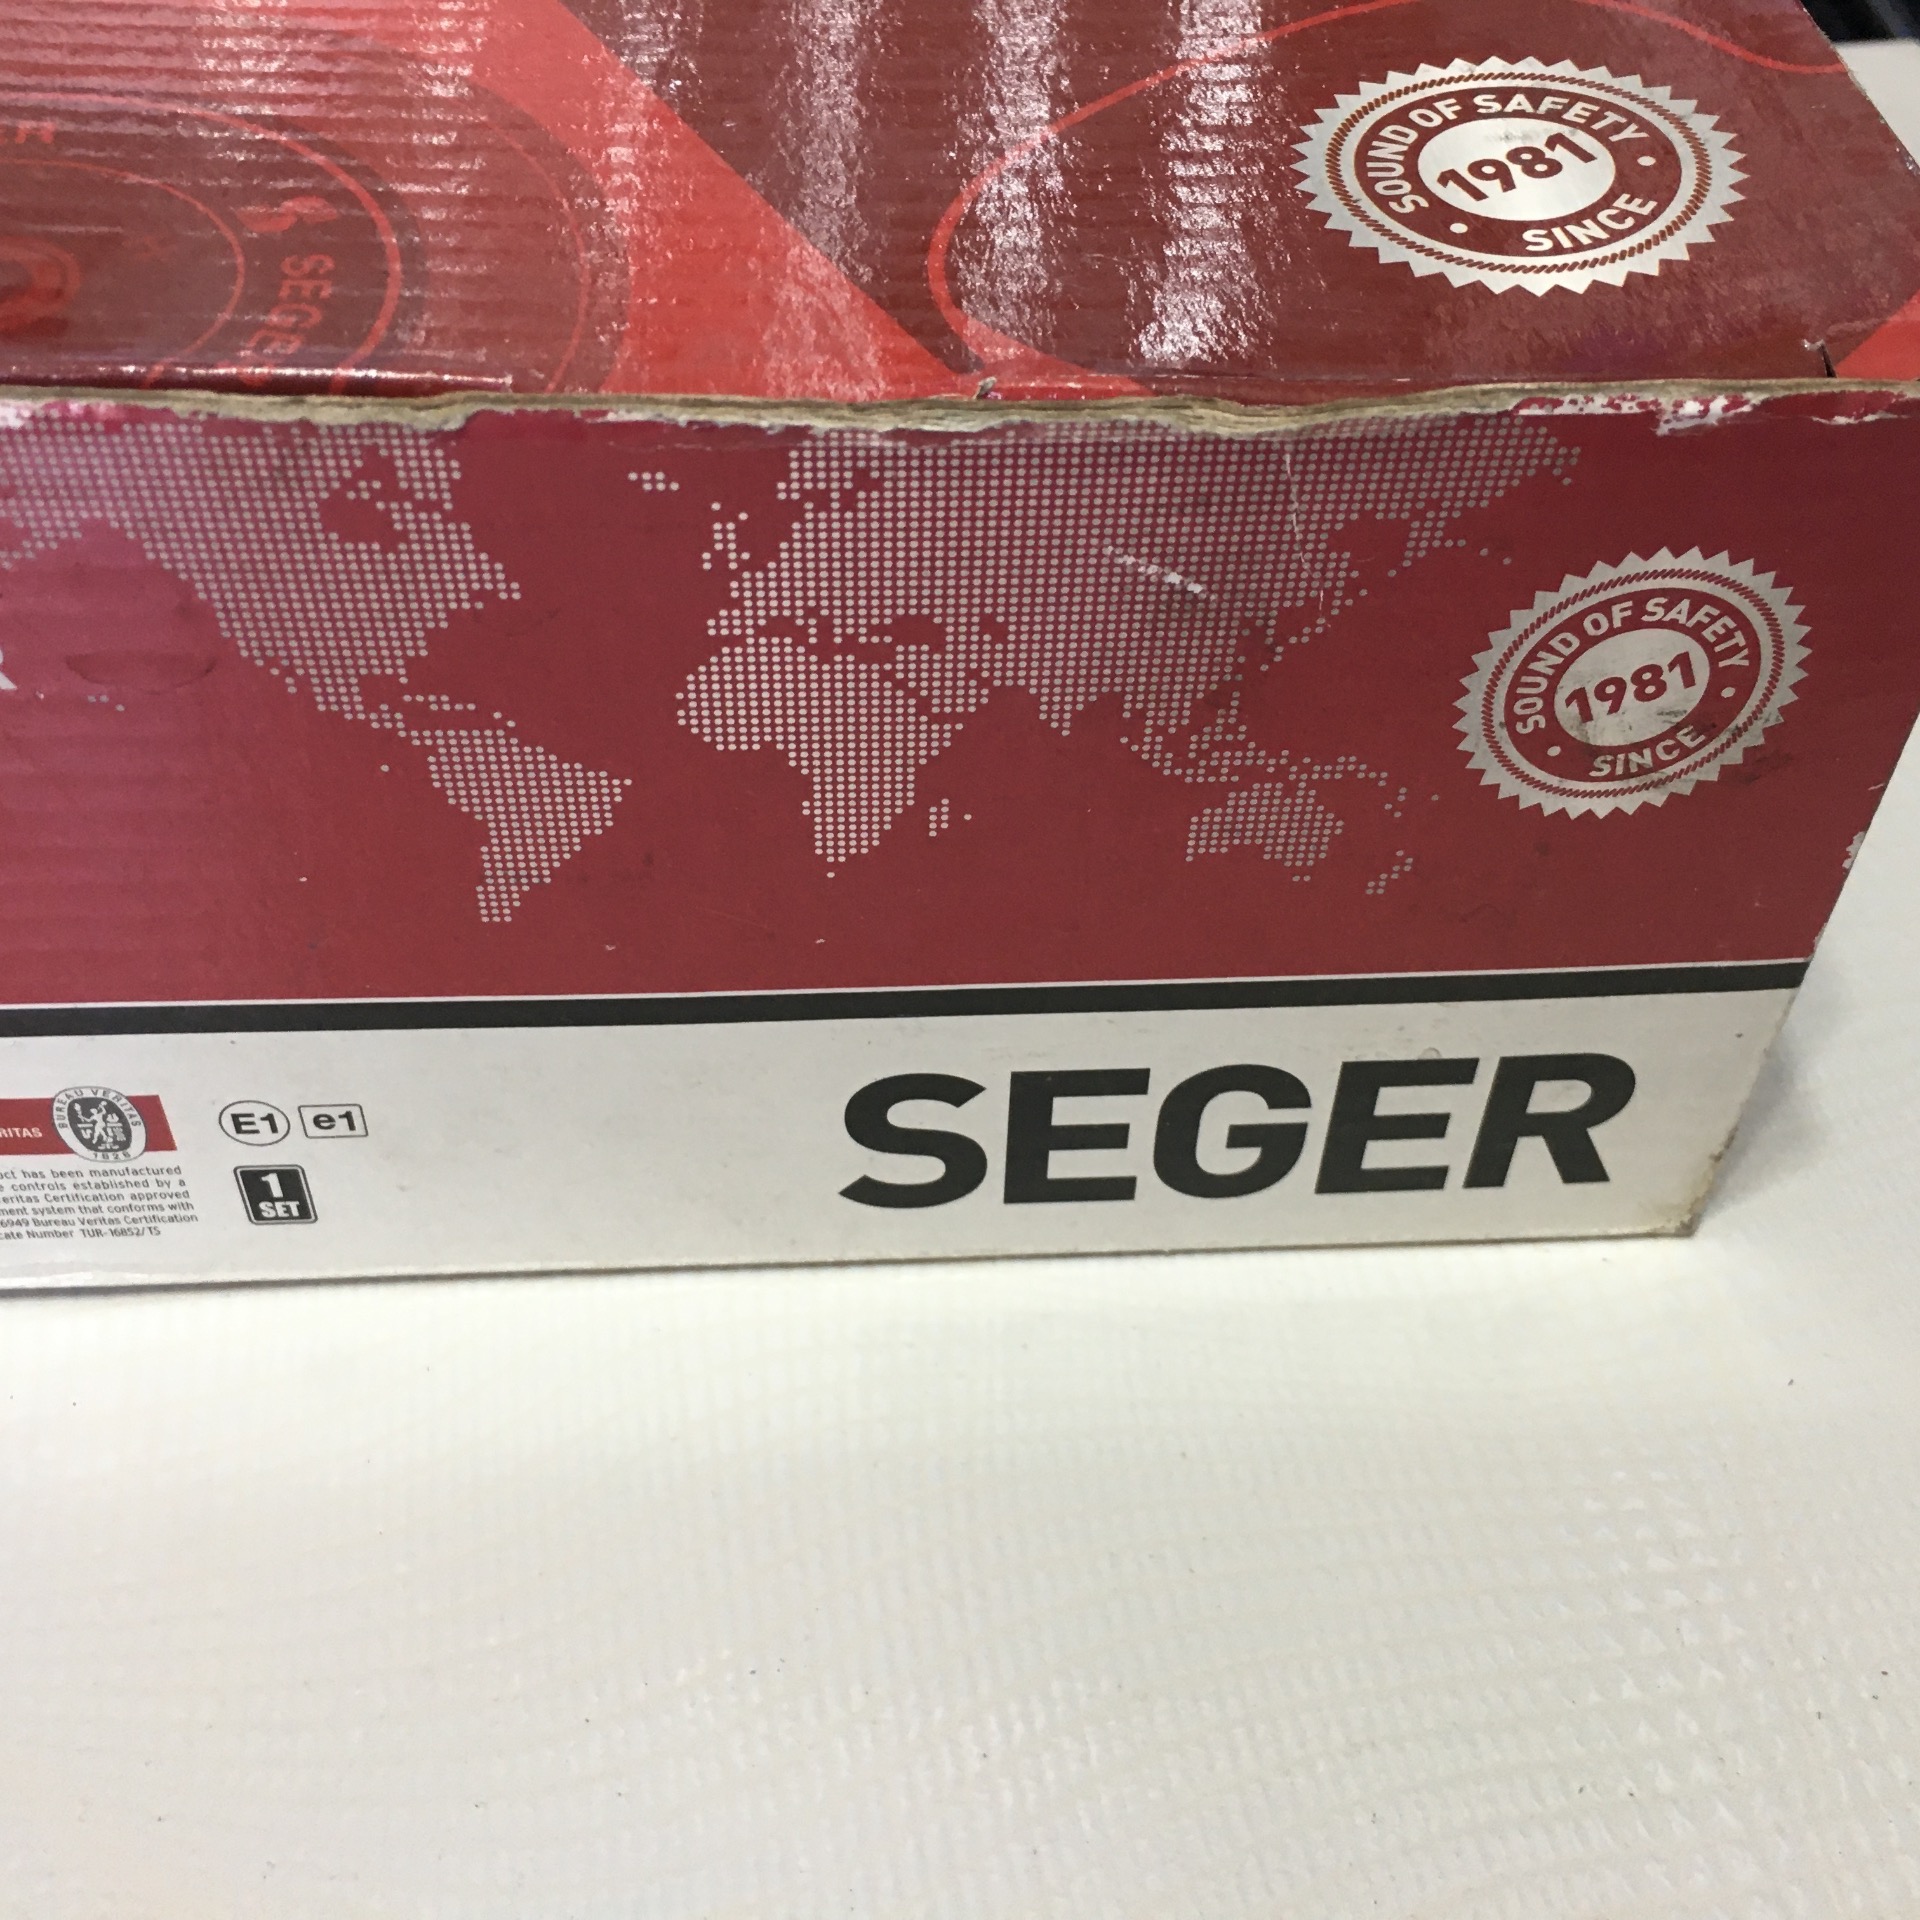 SOUND OF SAFETY
1981
SINCE
SEGER
SOUND OF SAFETY
1981
SINCE
BUREAU VERITAS
1828
E1 e1
has been manufactured
controls established by a
Certification approved
system that conforms with
Bureau Veritas Certification
Number TUR-16852/TS
1
SET
SEGER